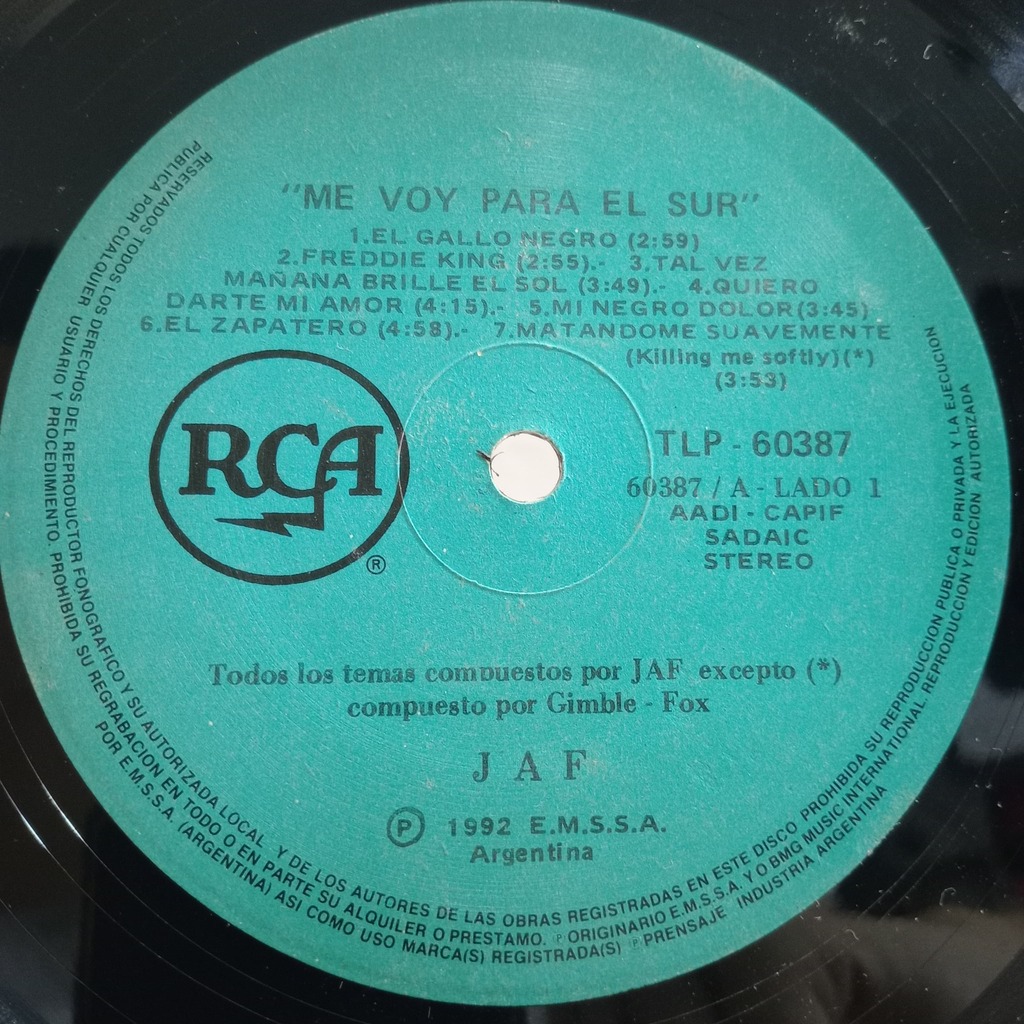 "ME VOY PARA EL SUR"
1.EL GALLO NEGRO (2:59)
2.FREDDIE KING (2:55).- 3.TAL VEZ
MAÑANA BRILLE EL SOL (3:49).- 4.QUIERO
DARTE MI AMOR (4:15).- 5.MI NEGRO DOLOR(3:45)
6.EL ZAPATERO (4:58).- 7.MATANDOME SUAVEMENTE
(Killing me softly)(*)
(3:53)
RCA
®
TLP - 60387
60387 / A - LADO 1
AADI - CAPIF
SADAIC
STEREO
Todos los temas compuestos por JAF excepto (*)
compuesto por Gimble - Fox
J A F
Ⓟ 1992 E.M.S.S.A.
Argentina
RESERVADOS TODOS LOS DERECHOS DEL REPRODUCTOR FONOGRAFICO Y SU AUTORIZADA LOCAL Y DE LOS AUTORES DE LAS OBRAS REGISTRADAS EN ESTE DISCO PROHIBIDA SU REPRODUCCION PUBLICA O PRIVADA Y LA EJECUCION
PUBLICA POR CUALQUIER USUARIO Y PROCEDIMIENTO. PROHIBIDA SU REGRABACION EN TODO O EN PARTE SU ALQUILER O PRESTAMO. ℗ ORIGINARIO E.M.S.S.A. Y O BMG MUSIC INTERNATIONAL REPRODUCCION Y EDICION AUTORIZADA
POR E.M.S.S.A. (ARGENTINA) ASI COMO USO MARCA(S) REGISTRADA(S) ℗ PRENSAJE INDUSTRIA ARGENTINA